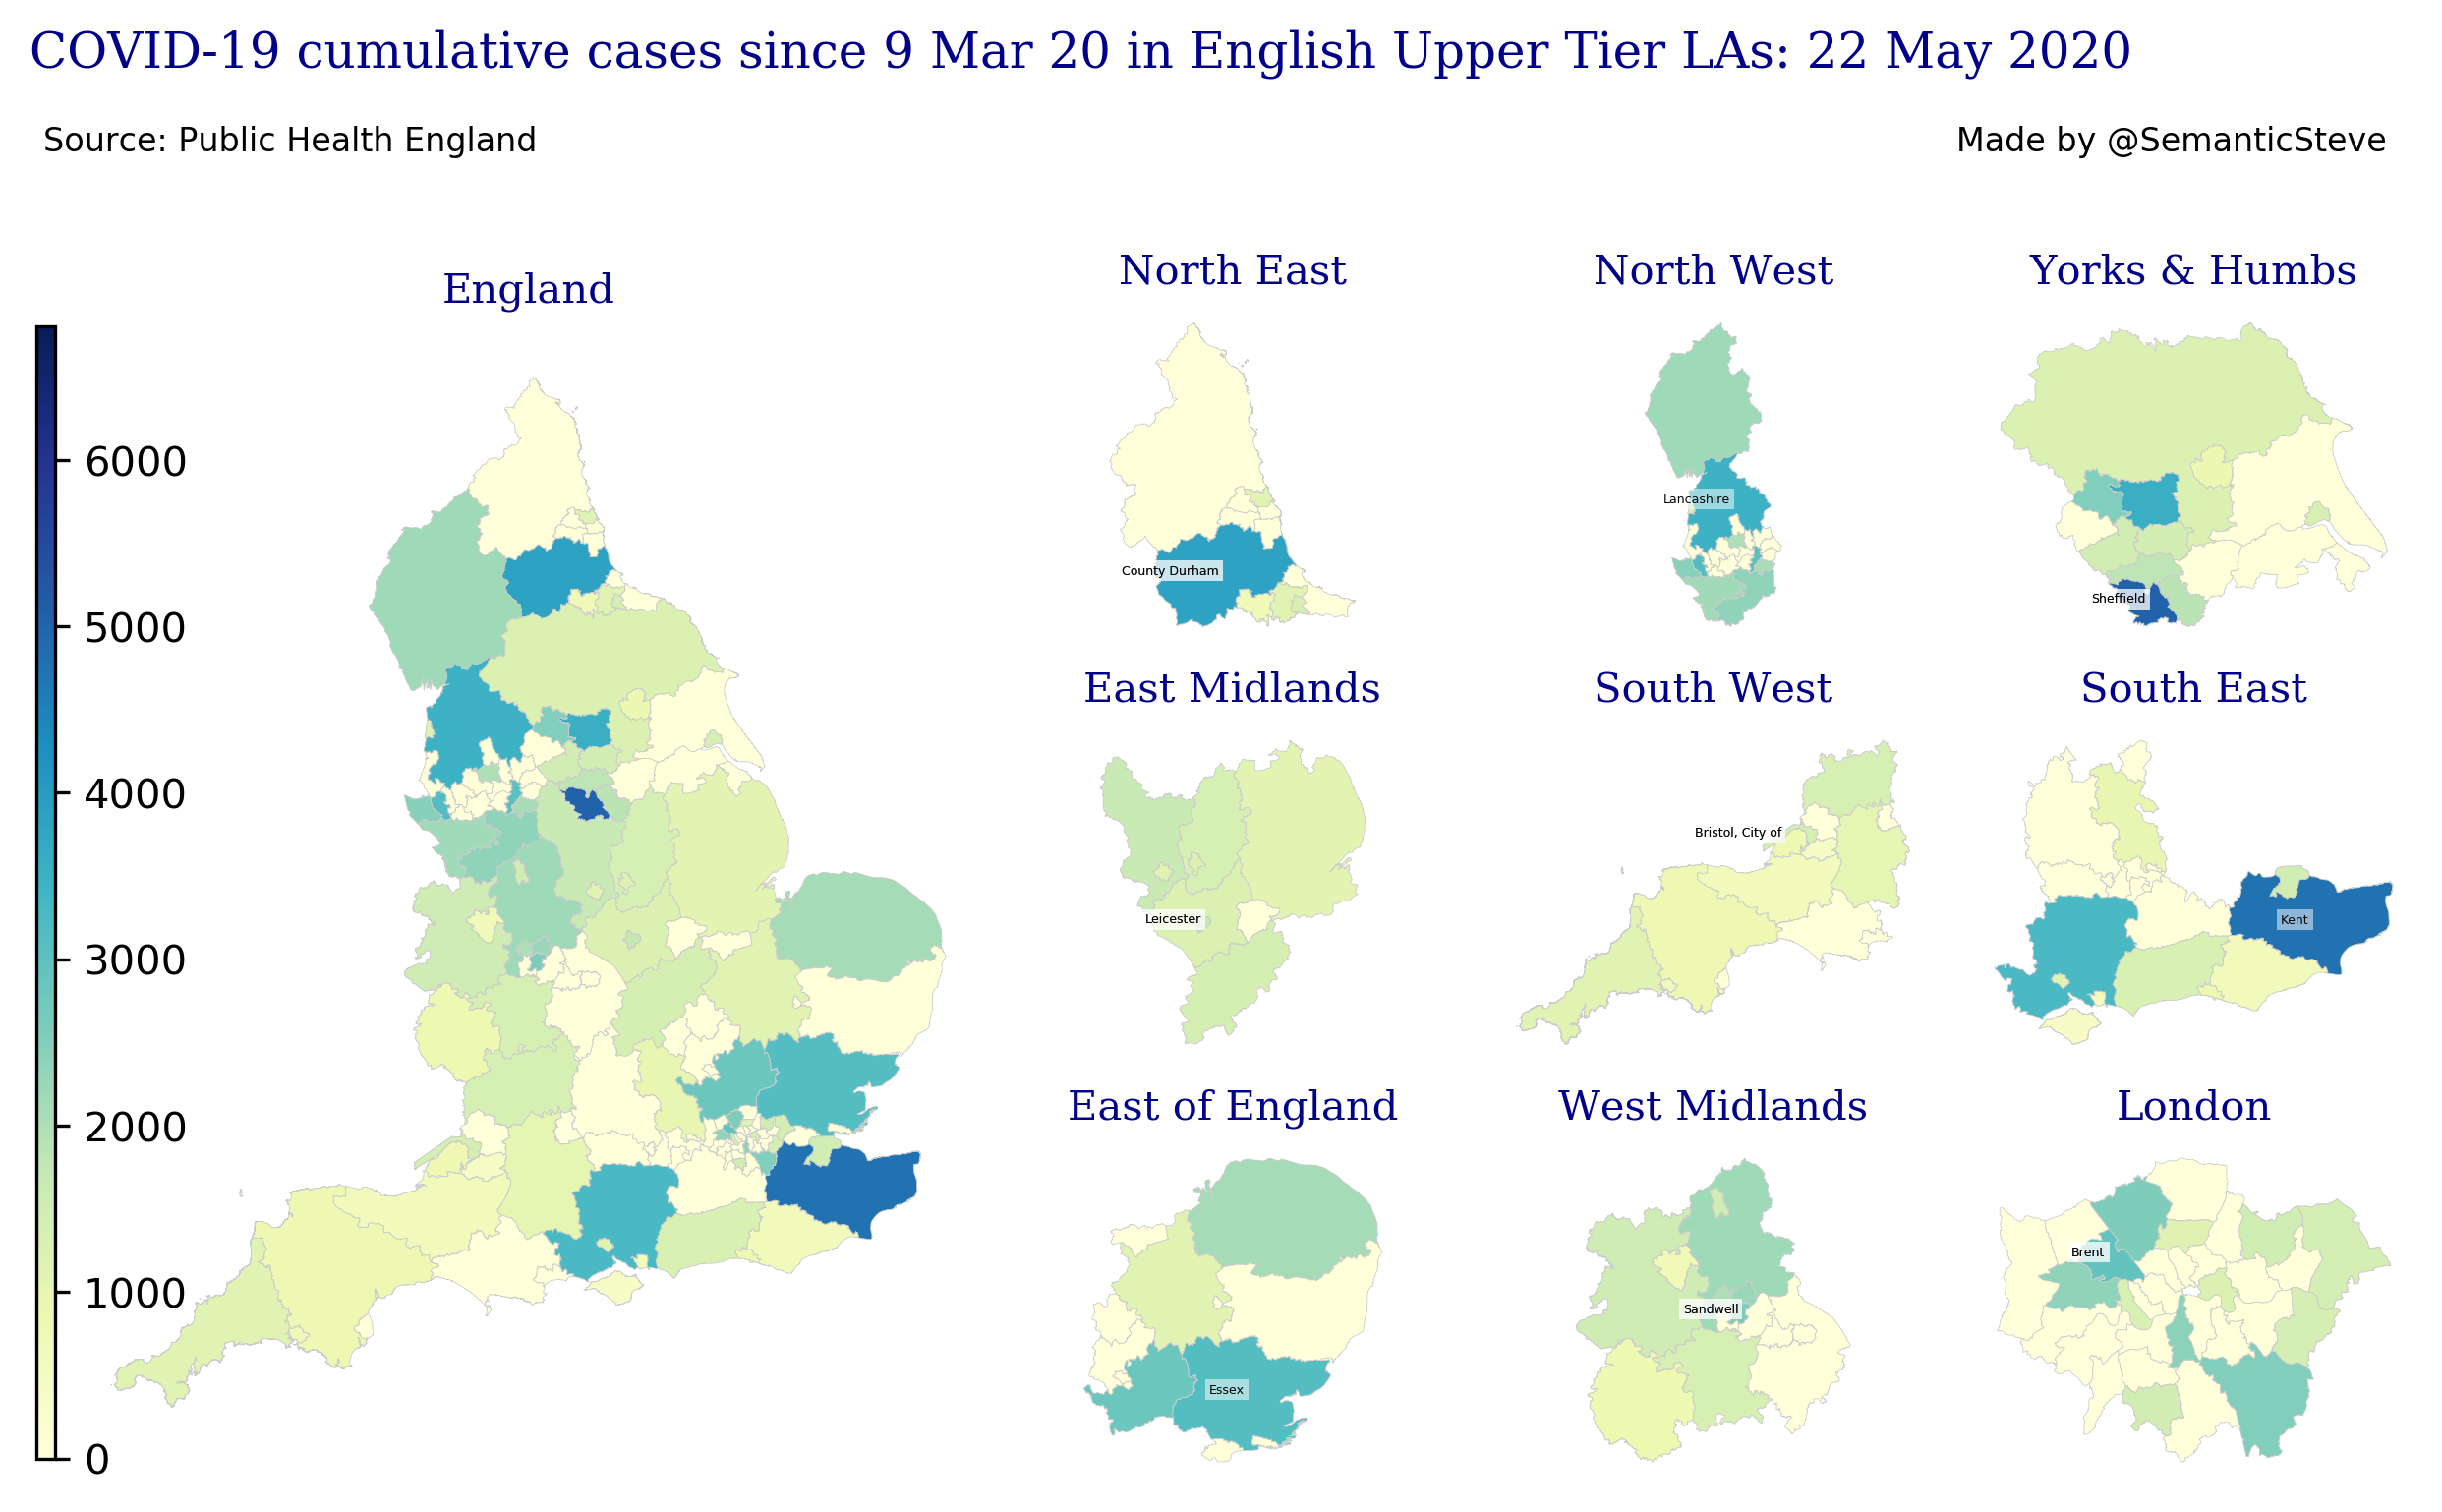 COVID-19 cumulative cases since 9 Mar 20 in English Upper Tier LAs: 22 May 2020
Source: Public Health England
Made by @SemanticSteve
England
6000
5000
4000
3000
2000
1000
0
North East
County Durham
North West
Lancashire
Yorks & Humbs
Sheffield
East Midlands
Leicester
South West
Bristol, City of
South East
Kent
East of England
Essex
West Midlands
Sandwell
London
Brent